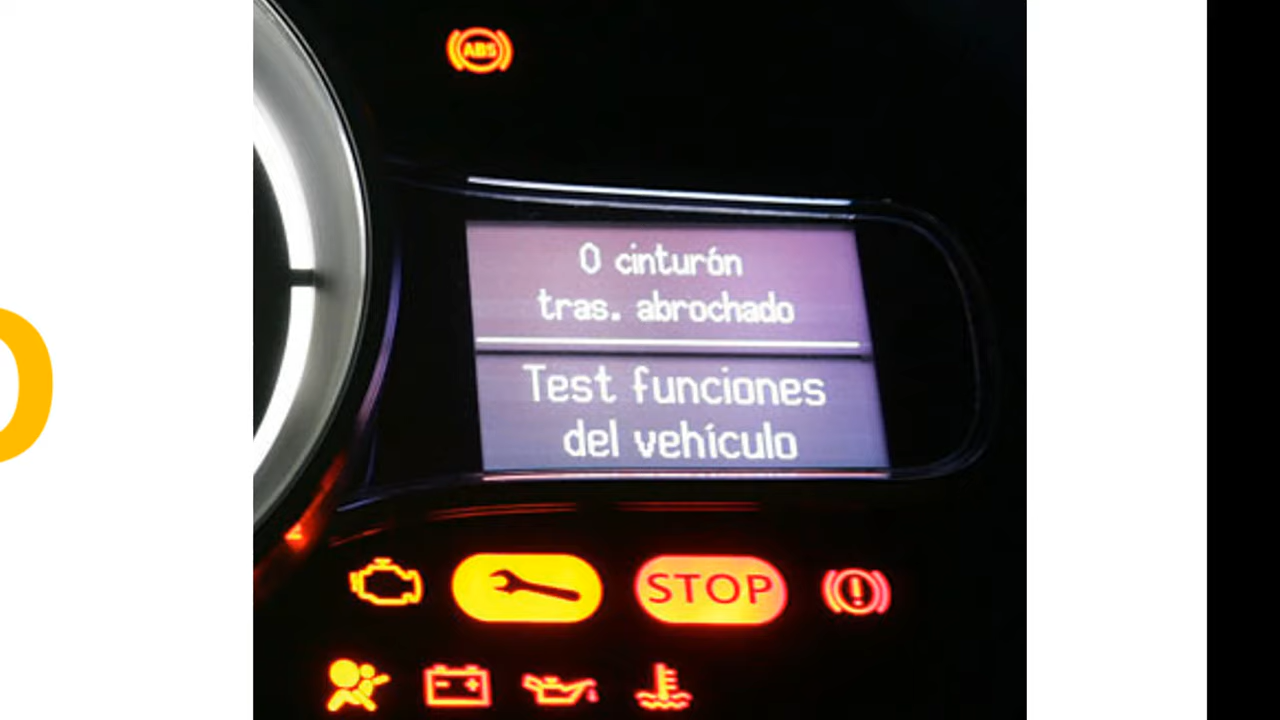 ABS
0 cinturón
tras. abrochado
Test funciones
del vehículo
STOP